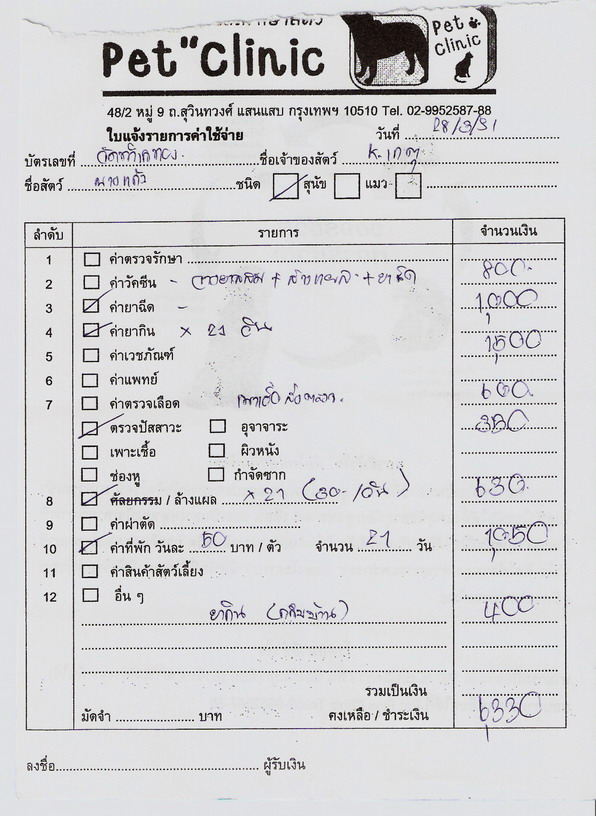 Pet"Clinic
Pet Clinic
48/2 หมู่ 9 ถ.สุวินทวงศ์ แสนแสบ กรุงเทพฯ 10510 Tel. 02-9952587-88
ใบแจ้งรายการค่าใช้จ่าย วันที่ 28/3/51
บัตรเลขที่ ชื่อเจ้าของสัตว์
ชื่อสัตว์ ชนิด สุนัข แมว
ลำดับ รายการ จำนวนเงิน
1 ค่าตรวจรักษา 800.-
2 ค่าวัคซีน -
3 ค่ายาฉีด - 1,000
4 ค่ายากิน x 21 วัน 1,500
5 ค่าเวชภัณฑ์
6 ค่าแพทย์ 600
7 ค่าตรวจเลือด
ตรวจปัสสาวะ อุจจาระ 350
เพาะเชื้อ ผิวหนัง
ช่องหู กำจัดซาก
8 ศัลยกรรม / ล้างแผล x 21 (30.-/วัน) 630.-
9 ค่าผ่าตัด
10 ค่าที่พัก วันละ 50 บาท / ตัว จำนวน 21 วัน 1,050
11 ค่าสินค้าสัตว์เลี้ยง
12 อื่น ๆ
ยากิน (กลับบ้าน) 400
รวมเป็นเงิน
มัดจำ บาท คงเหลือ / ชำระเงิน 6,330
ลงชื่อ ผู้รับเงิน